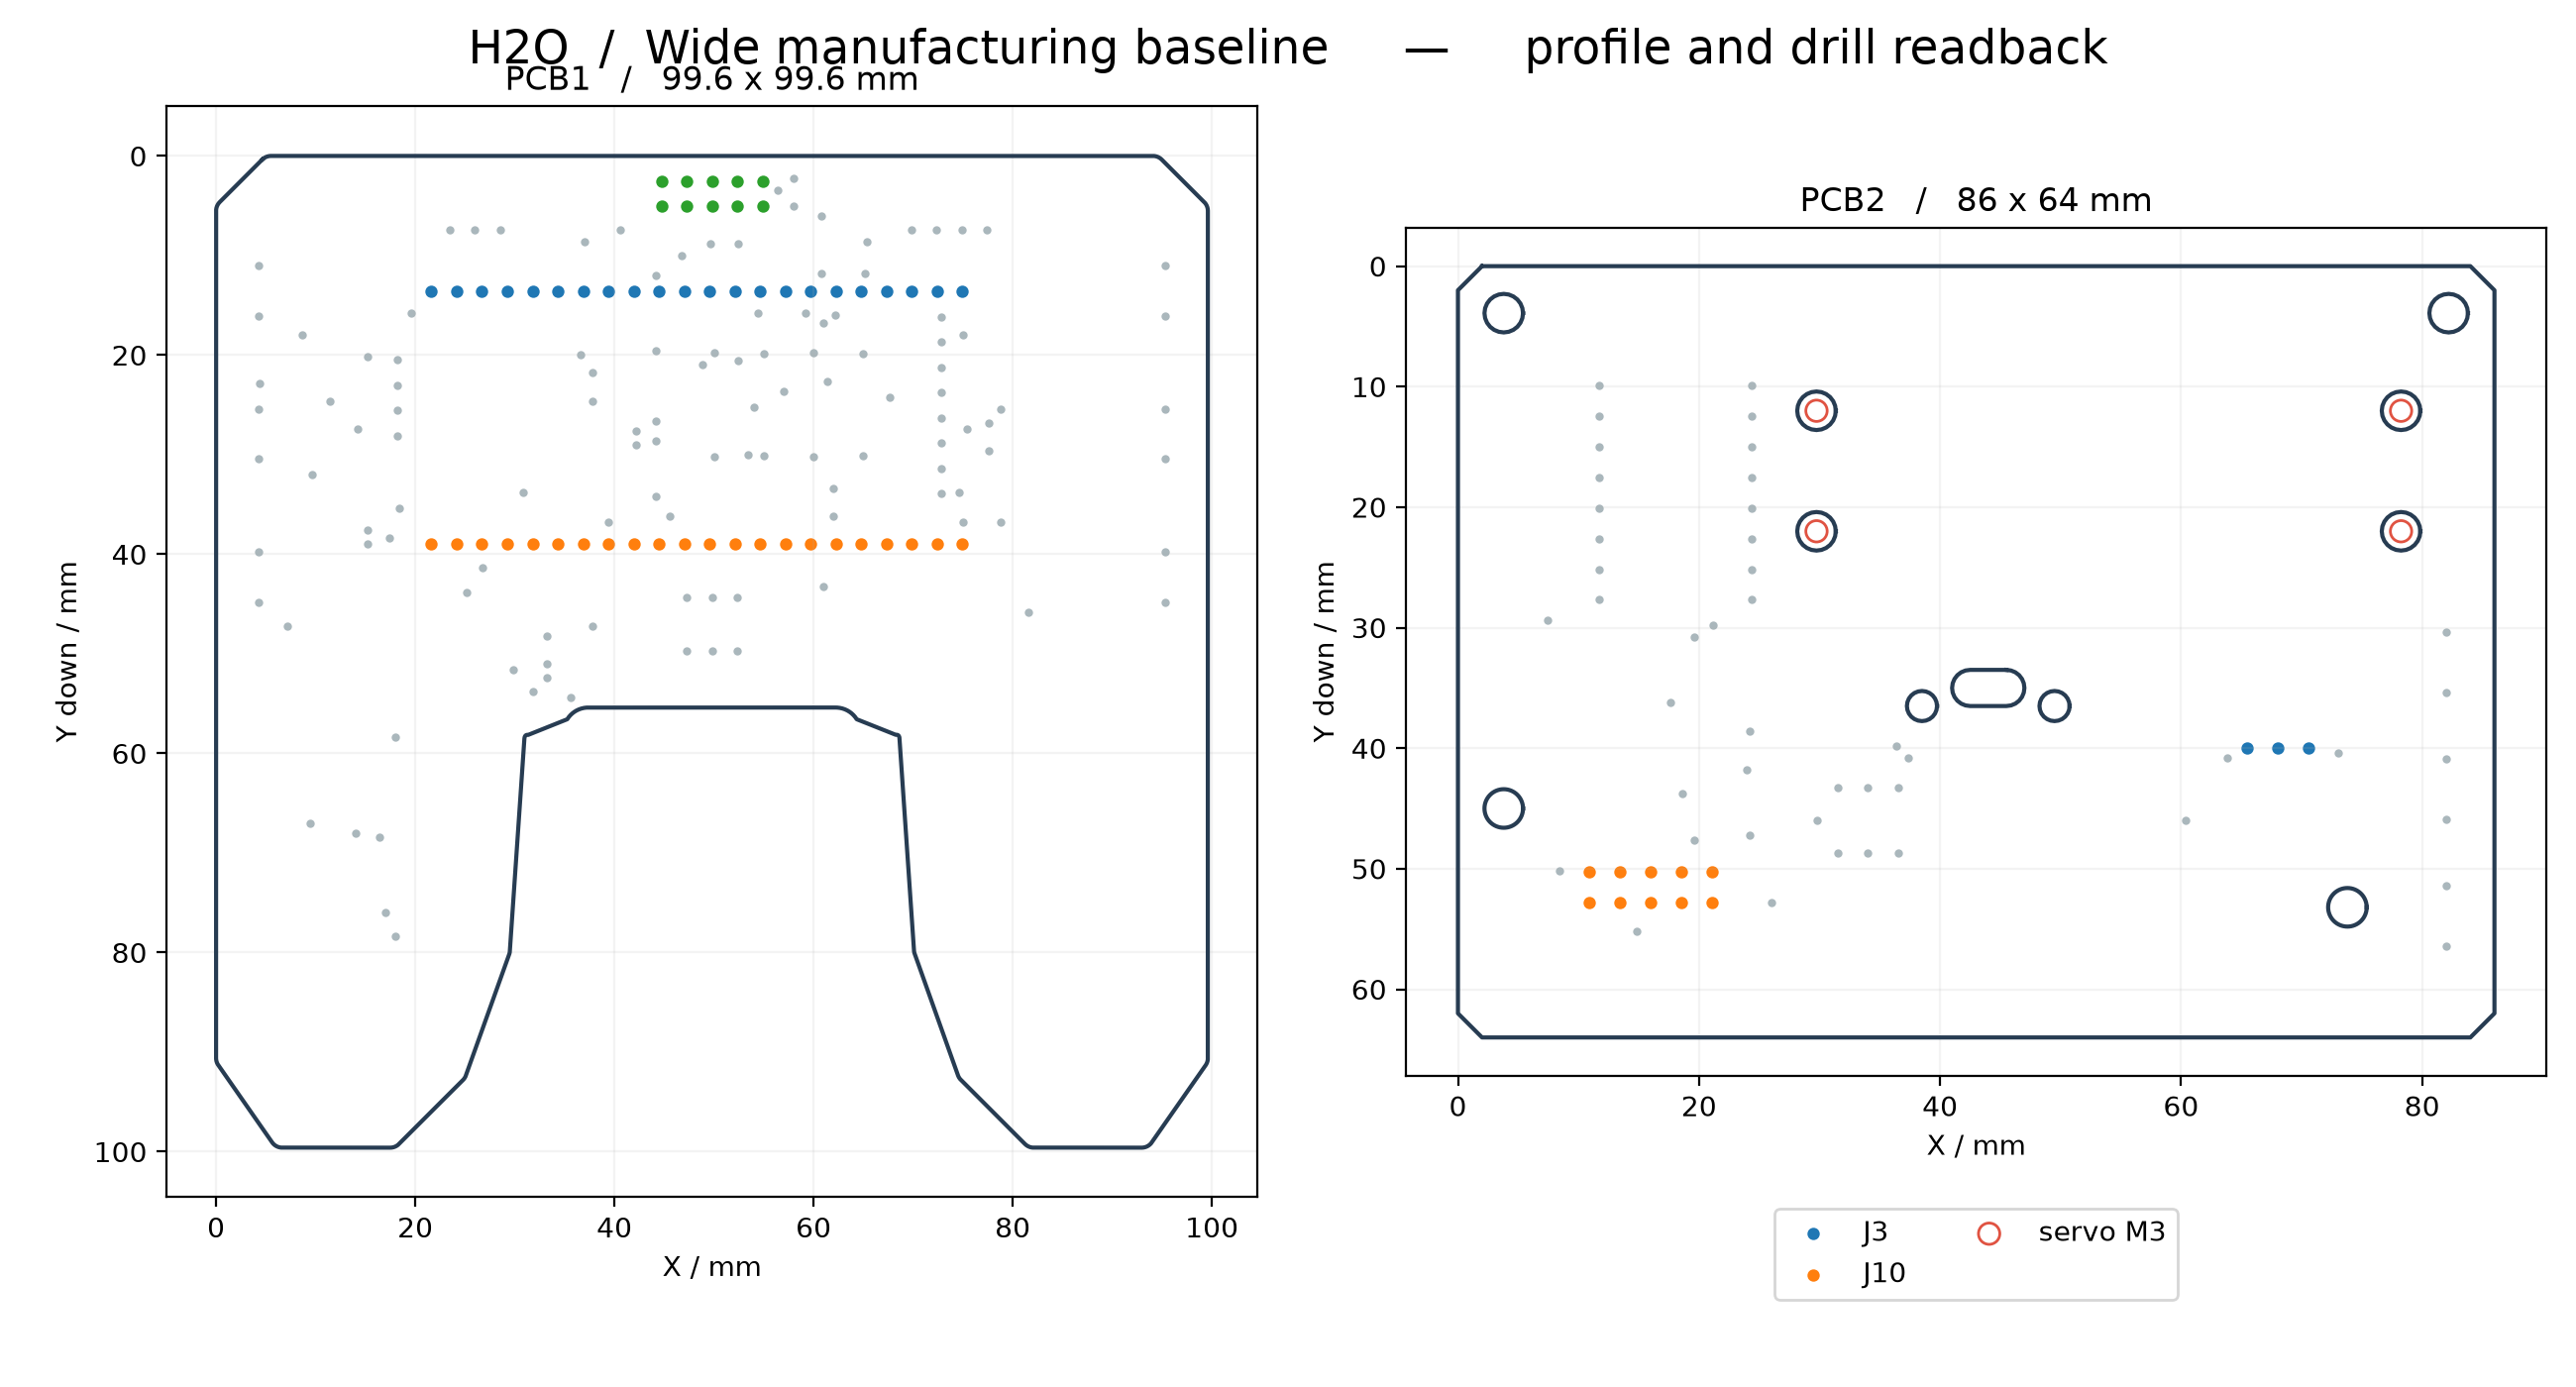 H2O / Wide manufacturing baseline — profile and drill readback
PCB1 / 99.6 x 99.6 mm
0
20
40
60
80
100
Y down / mm
0 20 40 60 80 100
X / mm
PCB2 / 86 x 64 mm
0
10
20
30
40
50
60
Y down / mm
0 20 40 60 80
X / mm
J3 servo M3
J10